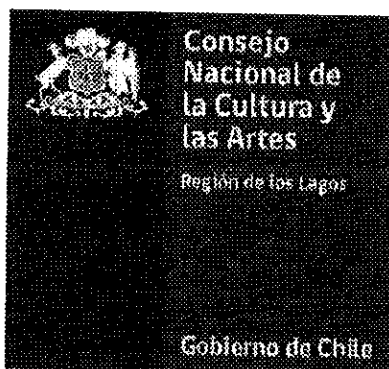 Consejo
Nacional de
la Cultura y
las Artes
Región de los Lagos
Gobierno de Chile